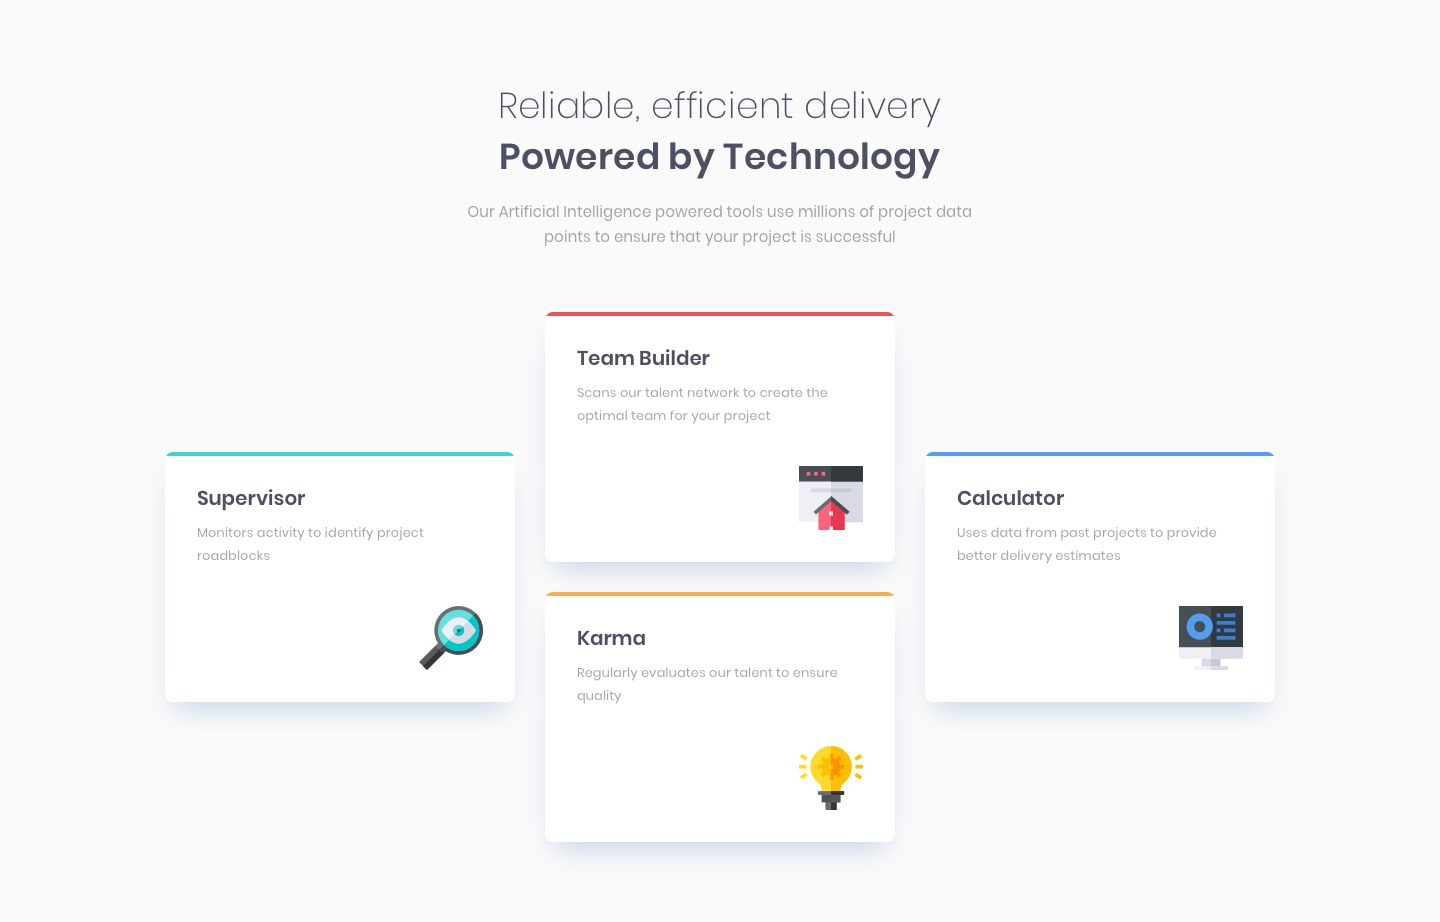 Reliable, efficient delivery
Powered by Technology
Our Artificial Intelligence powered tools use millions of project data
points to ensure that your project is successful
Team Builder
Scans our talent network to create the
optimal team for your project
Supervisor
Monitors activity to identify project
roadblocks
Calculator
Uses data from past projects to provide
better delivery estimates
Karma
Regularly evaluates our talent to ensure
quality